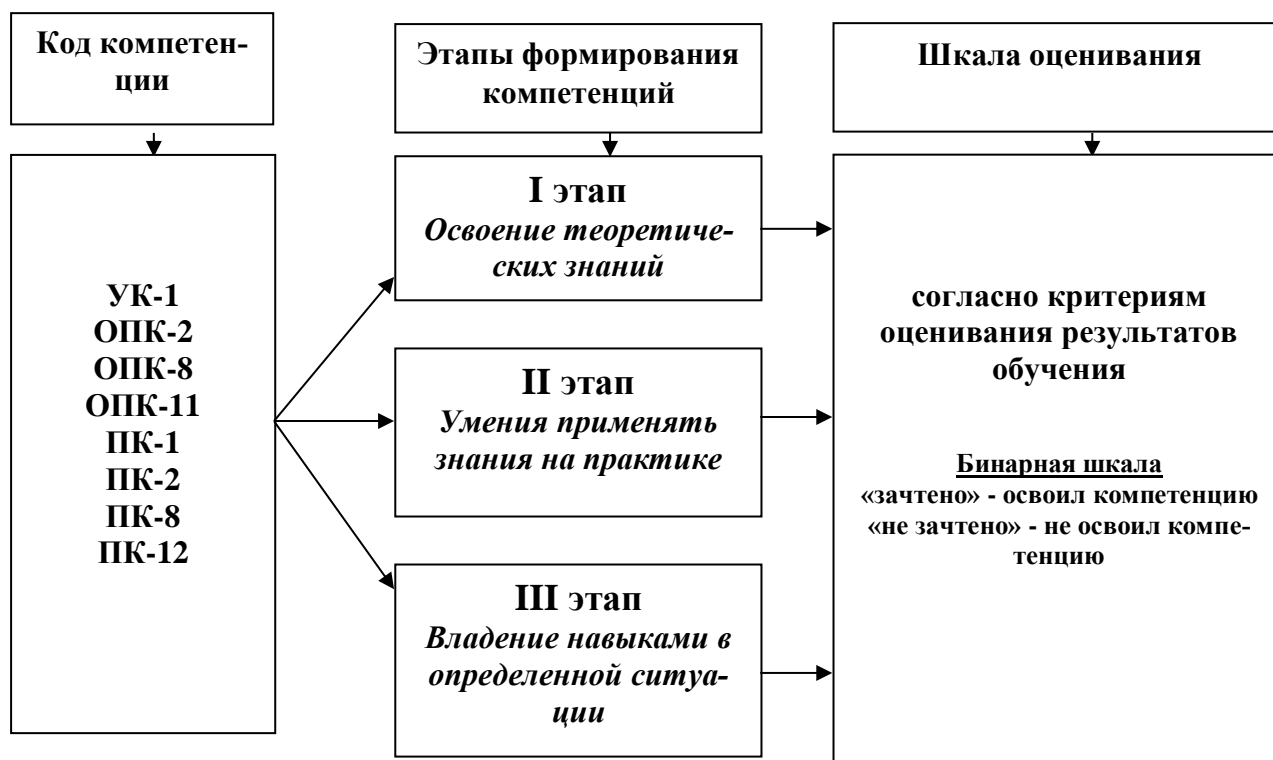 Код компетен-
ции
Этапы формирования
компетенций
Шкала оценивания
УК-1
ОПК-2
ОПК-8
ОПК-11
ПК-1
ПК-2
ПК-8
ПК-12
I этап
Освоение теоретиче-
ских знаний
II этап
Умения применять
знания на практике
III этап
Владение навыками в
определенной ситуа-
ции
согласно критериям
оценивания результатов
обучения
Бинарная шкала
«зачтено» - освоил компетенцию
«не зачтено» - не освоил компе-
тенцию